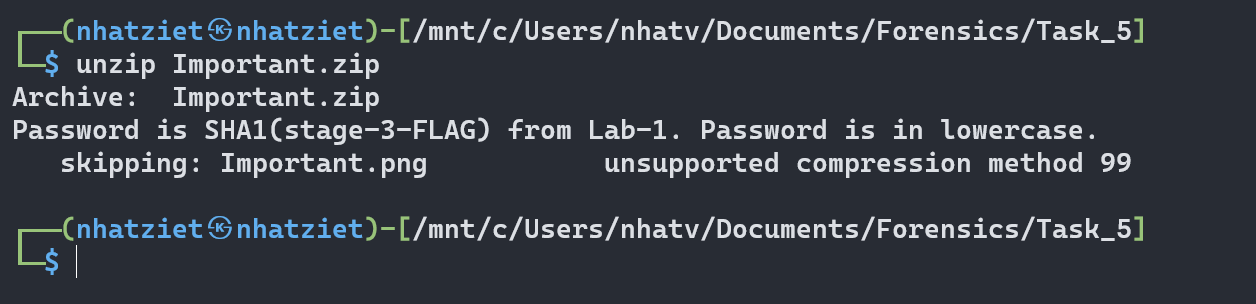 ┌──(nhatziet㉿nhatziet)-[/mnt/c/Users/nhatv/Documents/Forensics/Task_5]
└─$ unzip Important.zip
Archive:  Important.zip
Password is SHA1(stage-3-FLAG) from Lab-1. Password is in lowercase.
   skipping: Important.png           unsupported compression method 99
┌──(nhatziet㉿nhatziet)-[/mnt/c/Users/nhatv/Documents/Forensics/Task_5]
└─$